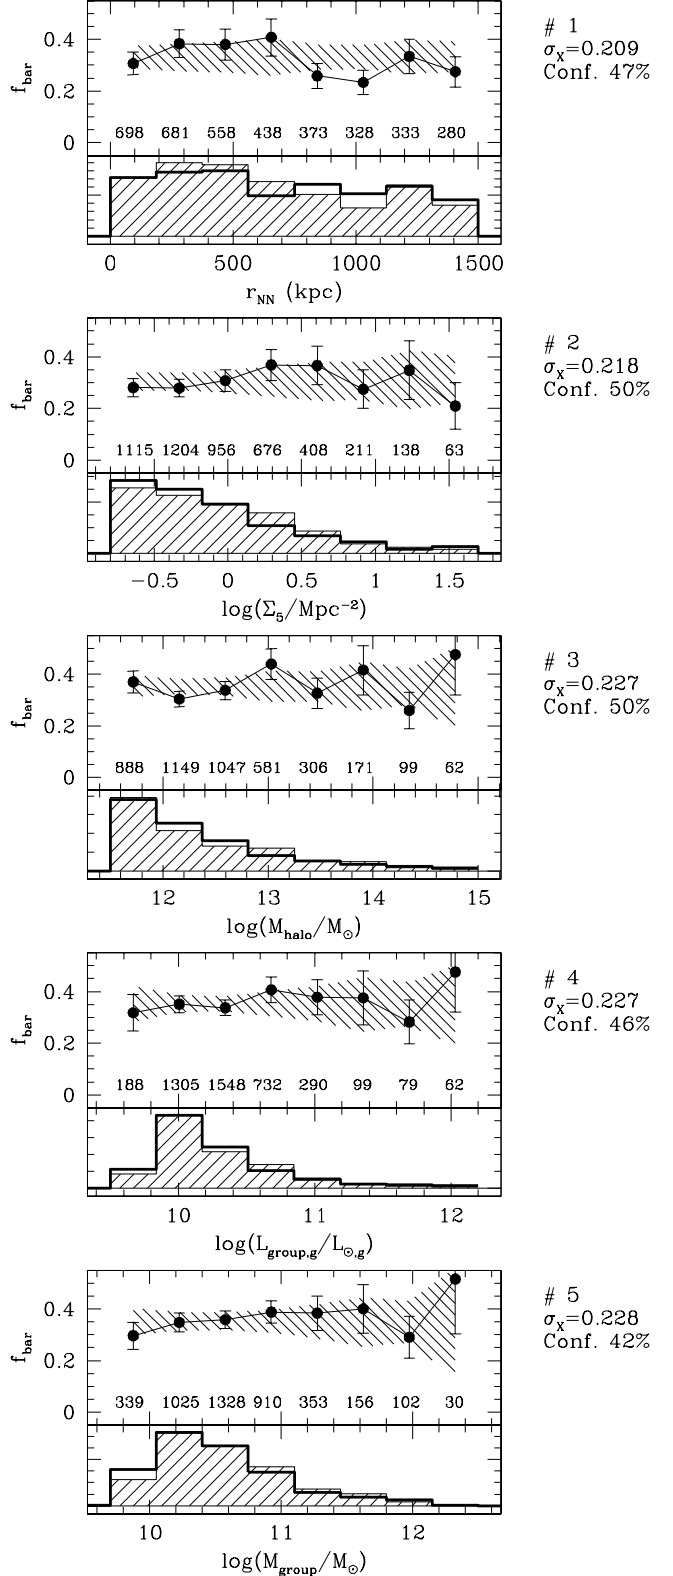 0.4
0.2
0
f_bar
698 681 558 438 373 328 333 280
# 1
σ_X=0.209
Conf. 47%
0 500 1000 1500
r_NN (kpc)
0.4
0.2
0
f_bar
1115 1204 956 676 408 211 138 63
# 2
σ_X=0.218
Conf. 50%
−0.5 0 0.5 1 1.5
log(Σ_5/Mpc^−2)
0.4
0.2
0
f_bar
888 1149 1047 581 306 171 99 62
# 3
σ_X=0.227
Conf. 50%
12 13 14 15
log(M_halo/M_⊙)
0.4
0.2
0
f_bar
188 1305 1548 732 290 99 79 62
# 4
σ_X=0.227
Conf. 46%
10 11 12
log(L_group,g/L_⊙,g)
0.4
0.2
0
f_bar
339 1025 1328 910 353 156 102 30
# 5
σ_X=0.228
Conf. 42%
10 11 12
log(M_group/M_⊙)